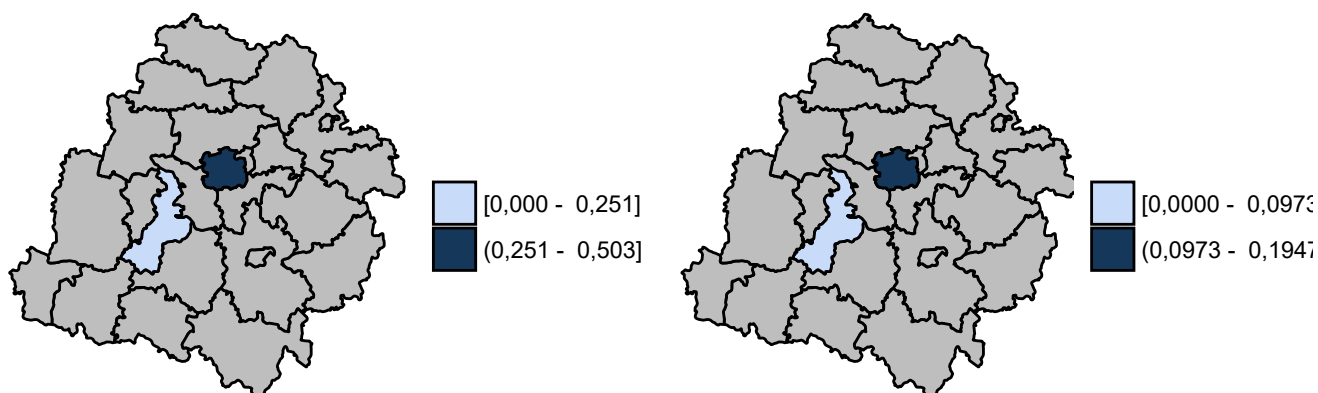 [0,000 - 0,251]
(0,251 - 0,503]
[0,0000 - 0,0973
(0,0973 - 0,1947